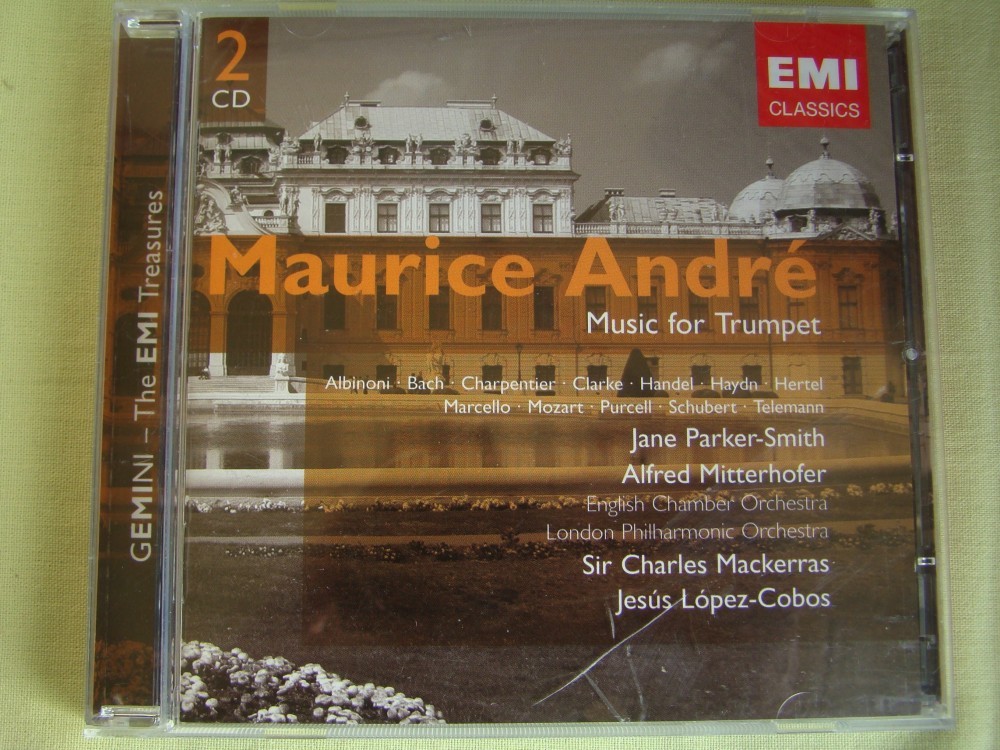 2
CD
EMI
CLASSICS
GEMINI – The EMI Treasures
Maurice André
Music for Trumpet
Albinoni · Bach · Charpentier · Clarke · Handel · Haydn · Hertel
Marcello · Mozart · Purcell · Schubert · Telemann
Jane Parker-Smith
Alfred Mitterhofer
English Chamber Orchestra
London Philharmonic Orchestra
Sir Charles Mackerras
Jesús López-Cobos